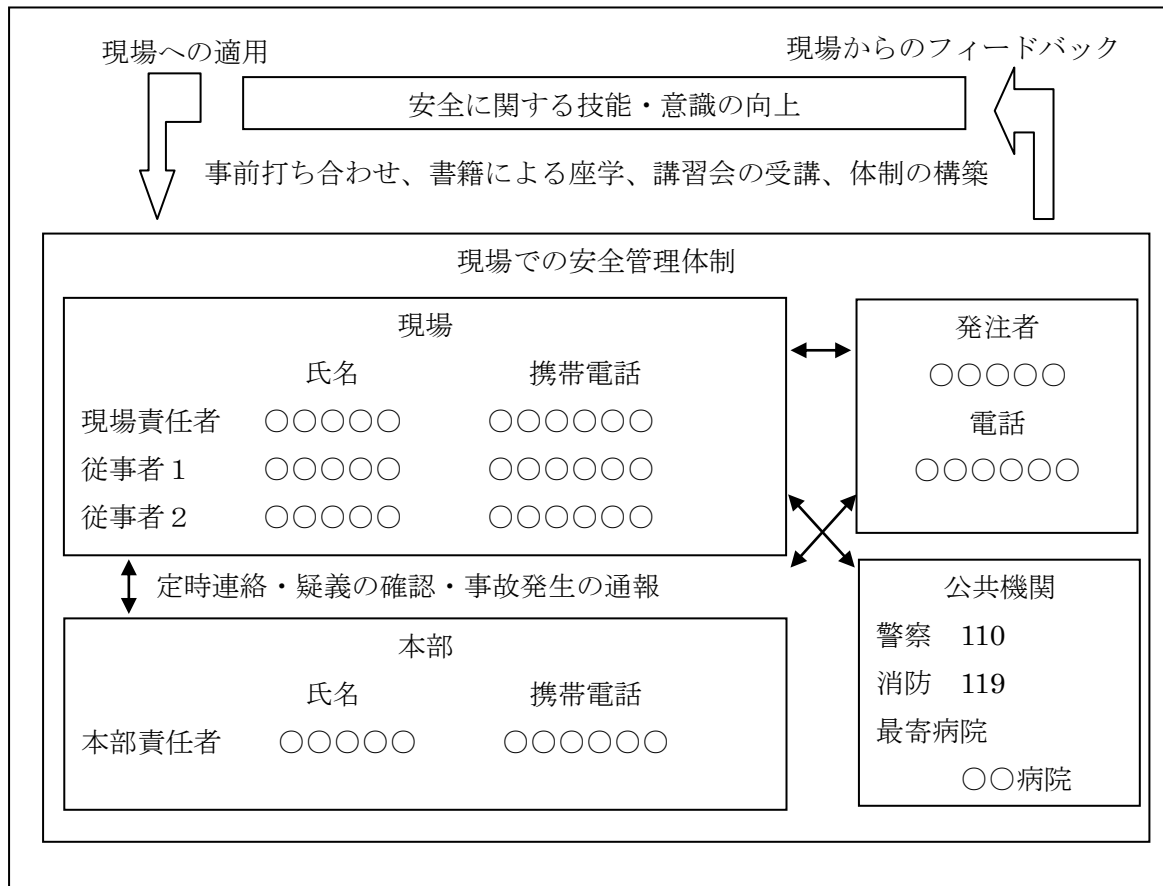 現場への適用
現場からのフィードバック
安全に関する技能・意識の向上
事前打ち合わせ、書籍による座学、講習会の受講、体制の構築
現場での安全管理体制
現場
氏名 携帯電話
現場責任者 ○○○○○ ○○○○○○
従事者1 ○○○○○ ○○○○○○
従事者2 ○○○○○ ○○○○○○
発注者
○○○○○
電話
○○○○○○
定時連絡・疑義の確認・事故発生の通報
本部
氏名 携帯電話
本部責任者 ○○○○○ ○○○○○○
公共機関
警察 110
消防 119
最寄病院
○○病院